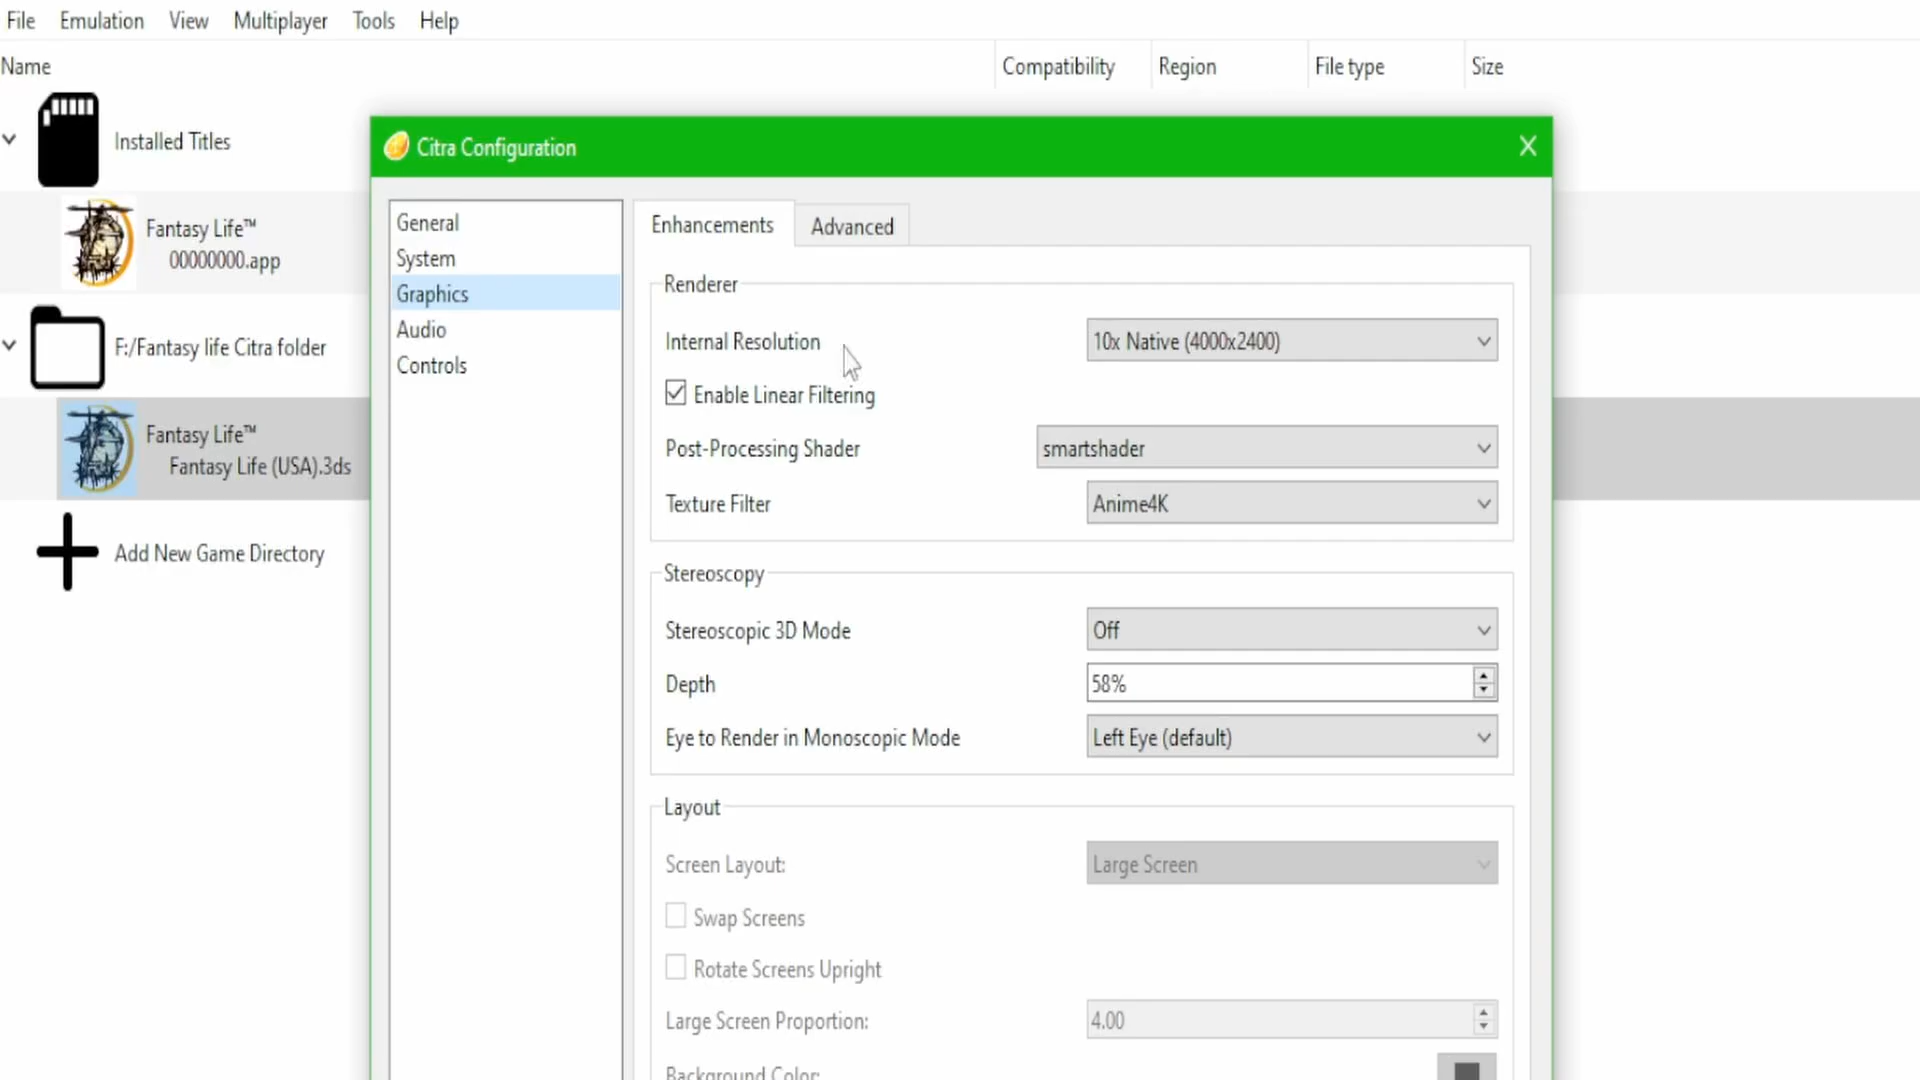 File Emulation View Multiplayer Tools Help
Name Compatibility Region File type Size
Installed Titles
Fantasy Life™
00000000.app
F:/Fantasy life Citra folder
Fantasy Life™
Fantasy Life (USA).3ds
Add New Game Directory
Citra Configuration
General
System
Graphics
Audio
Controls
Enhancements Advanced
Renderer
Internal Resolution 10x Native (4000x2400)
Enable Linear Filtering
Post-Processing Shader smartshader
Texture Filter Anime4K
Stereoscopy
Stereoscopic 3D Mode Off
Depth 58%
Eye to Render in Monoscopic Mode Left Eye (default)
Layout
Screen Layout: Large Screen
Swap Screens
Rotate Screens Upright
Large Screen Proportion: 4.00
Background Color: